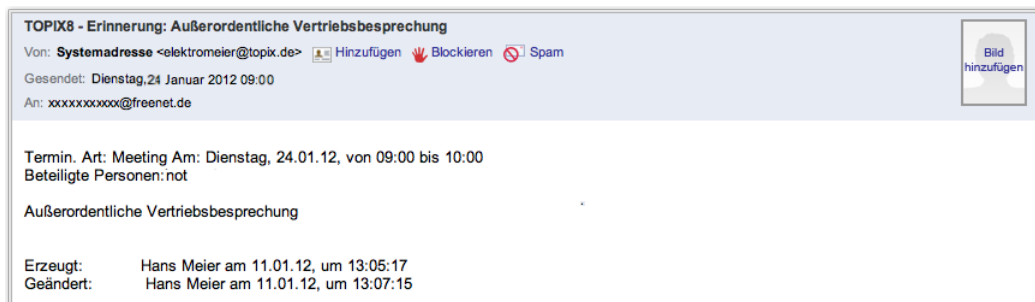 TOPIX8 - Erinnerung: Außerordentliche Vertriebsbesprechung
Von: Systemadresse <elektromeier@topix.de> Hinzufügen Blockieren Spam
Bild
hinzufügen
Gesendet: Dienstag,24 Januar 2012 09:00
An: xxxxxxxxxxx@freenet.de
Termin. Art: Meeting Am: Dienstag, 24.01.12, von 09:00 bis 10:00
Beteiligte Personen:not
Außerordentliche Vertriebsbesprechung
Erzeugt: Hans Meier am 11.01.12, um 13:05:17
Geändert: Hans Meier am 11.01.12, um 13:07:15